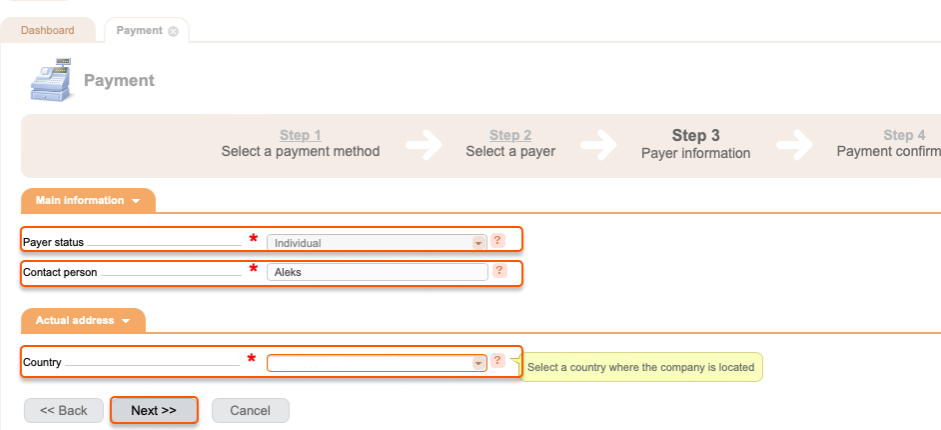 Dashboard
Payment
Payment
Step 1
Select a payment method
Step 2
Select a payer
Step 3
Payer information
Step 4
Payment confirm
Main information
Payer status * Individual ?
Contact person * Aleks ?
Actual address
Country * ? Select a country where the company is located
<< Back Next >> Cancel